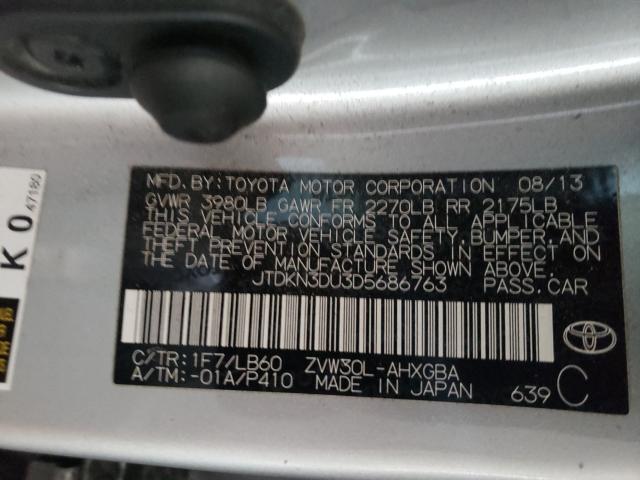 MFD. BY: TOYOTA MOTOR CORPORATION 08/13
GVWR 3980LB GAWR FR 2270LB RR 2175LB
THIS VEHICLE CONFORMS TO ALL APPLICABLE
FEDERAL MOTOR VEHICLE SAFETY, BUMPER, AND
THEFT PREVENTION STANDARDS IN EFFECT ON
THE DATE OF MANUFACTURE SHOWN ABOVE.
JTDKN3DU3D5686763 PASS. CAR
C/TR: 1F7/LB60 ZVW30L-AHXGBA
A/TM: -01A/P410 MADE IN JAPAN 639 C
K 0 47180